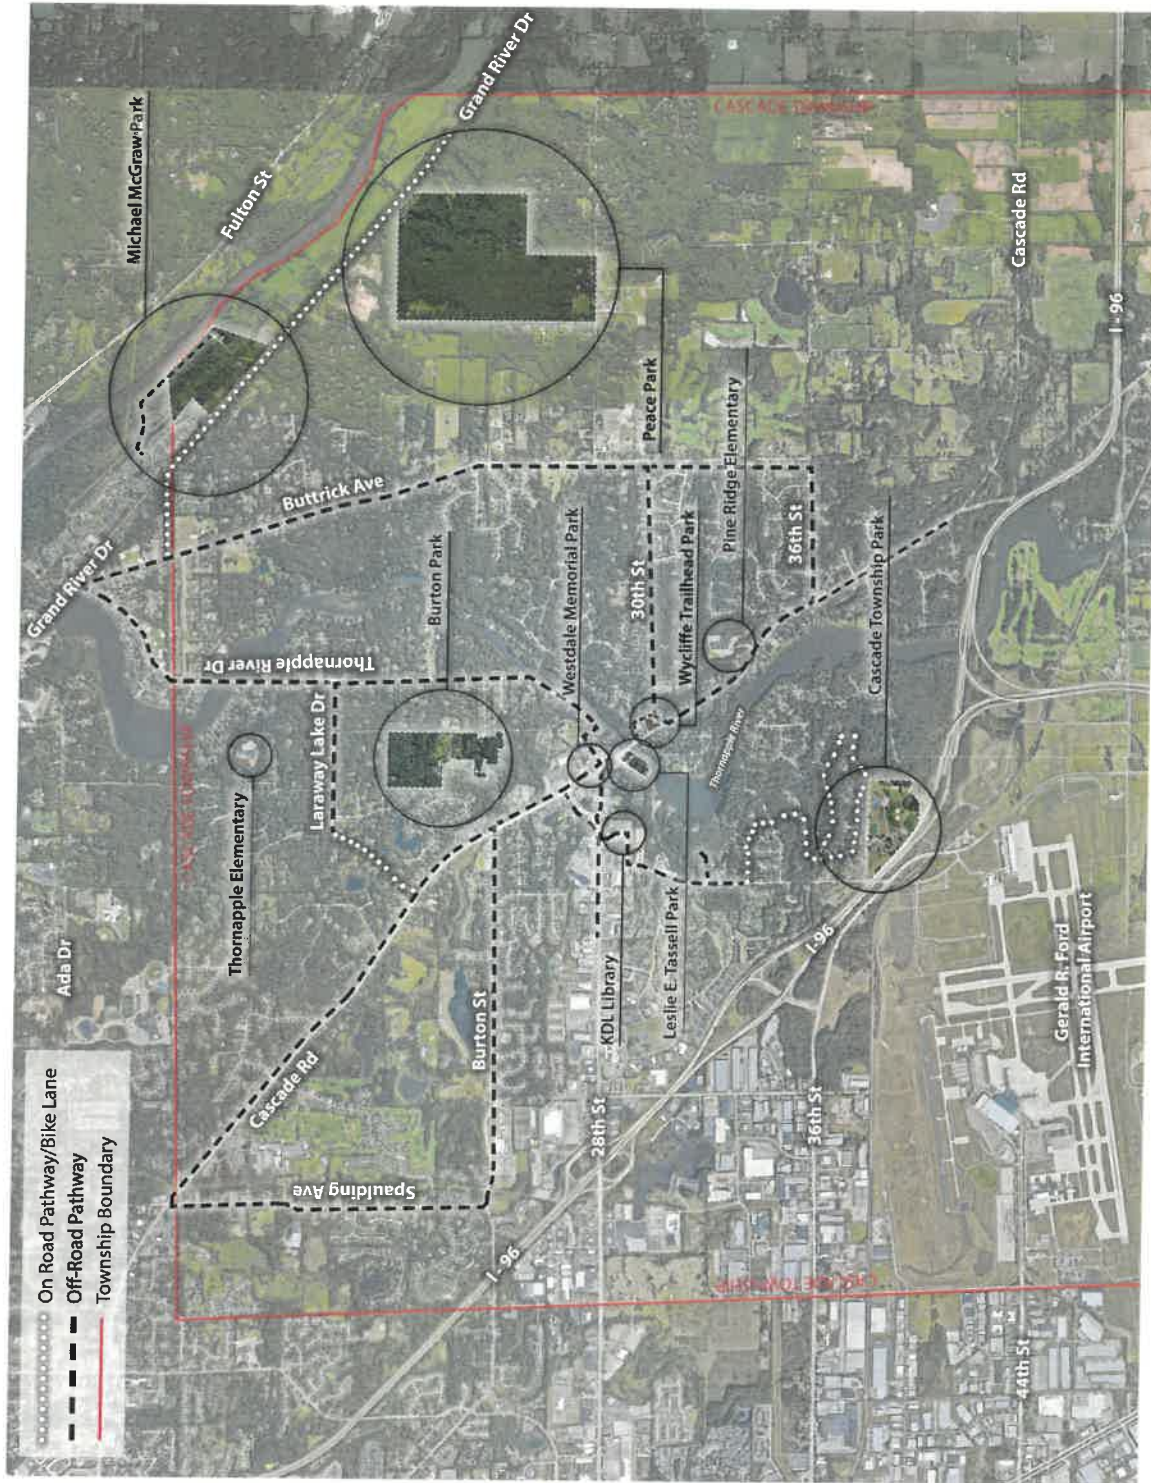 On Road Pathway/Bike Lane
Off-Road Pathway
Township Boundary
Ada Dr
Grand River Dr
Michael McGraw Park
Fulton St
Grand River Dr
CASCADE TOWNSHIP
CASCADE TOWNSHIP
Thornapple Elementary
Thornapple
River Dr
Buttrick Ave
Laraway Lake Dr
Cascade Rd
Spaulding Ave
Burton St
Burton Park
Westdale Memorial Park
Peace Park
30th St
Wycliffe Trailhead Park
Pine Ridge Elementary
36th St
Cascade Township Park
Thornapple River
KDL Library
Leslie E. Tassell Park
28th St
I - 96
I-96
36th St
Cascade Rd
I - 96
CASCADE TOWNSHIP
Gerald R. Ford
International Airport
44th St